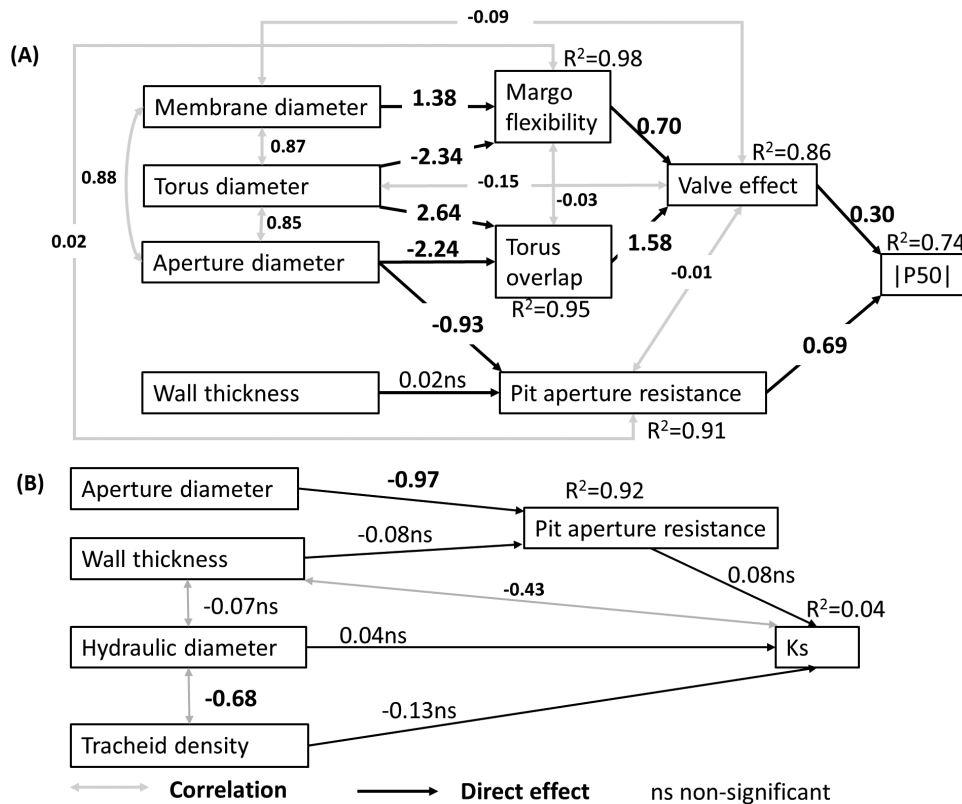 -0.09
(A)
R²=0.98
Membrane diameter
1.38
Margo
flexibility
0.70
0.87
-2.34
R²=0.86
0.88
Torus diameter
-0.15
Valve effect
-0.03
0.85
2.64
0.30
0.02
Aperture diameter
-2.24
Torus
overlap
1.58
R²=0.74
-0.01
|P50|
R²=0.95
-0.93
0.69
Wall thickness
0.02ns
Pit aperture resistance
R²=0.91
(B)
Aperture diameter
-0.97
R²=0.92
Pit aperture resistance
Wall thickness
-0.08ns
0.08ns
-0.43
-0.07ns
R²=0.04
Hydraulic diameter
0.04ns
Ks
-0.68
-0.13ns
Tracheid density
Correlation
Direct effect
ns non-significant